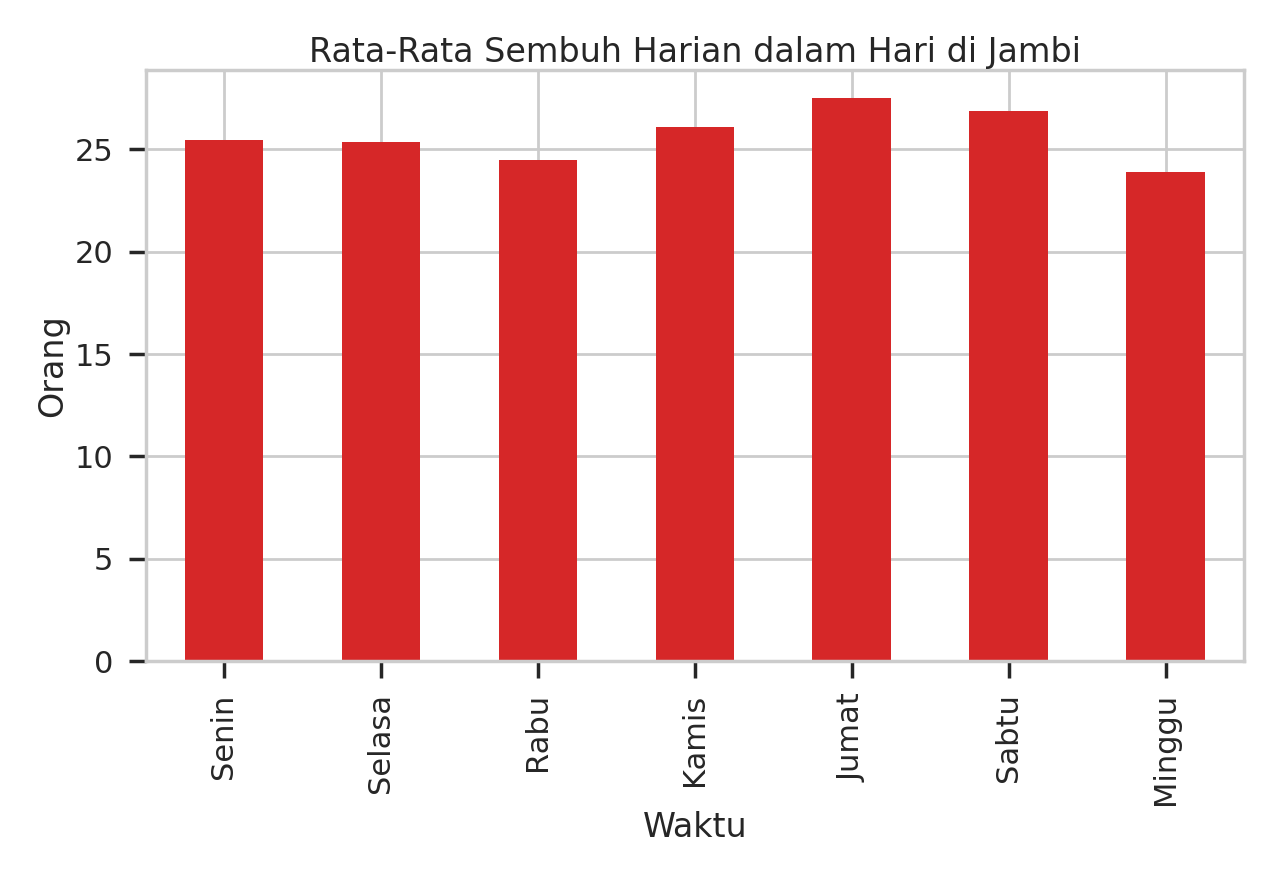 Rata-Rata Sembuh Harian dalam Hari di Jambi
Orang
25
20
15
10
5
0
Senin
Selasa
Rabu
Kamis
Jumat
Sabtu
Minggu
Waktu